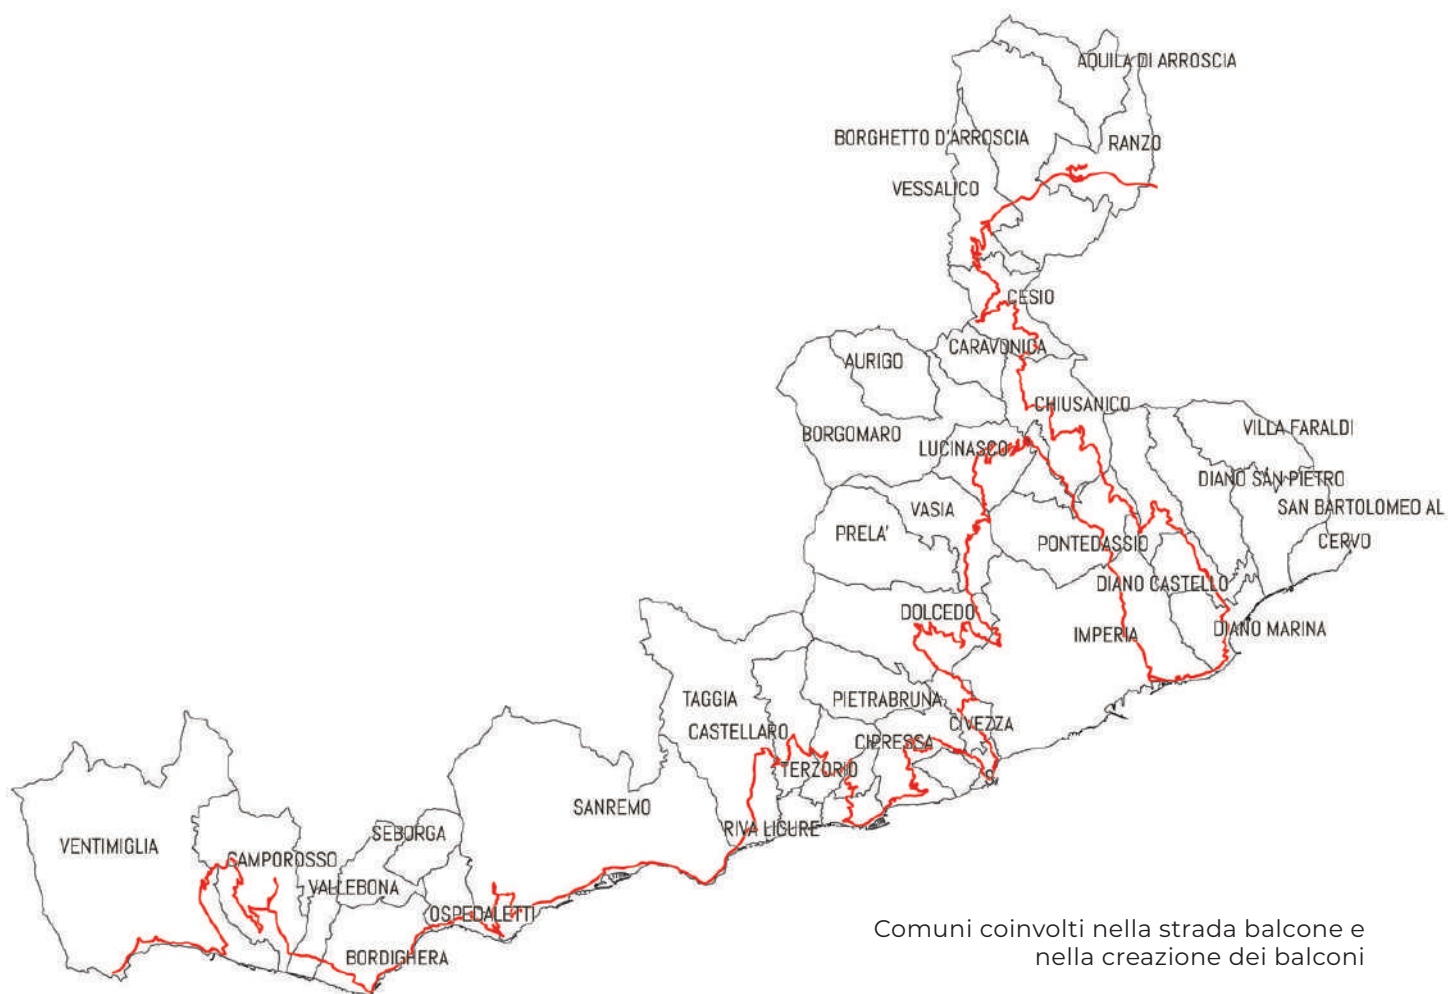 AQUILA DI ARROSCIA
BORGHETTO D'ARROSCIA
RANZO
VESSALICO
CESIO
CARAVONICA
AURIGO
CHIUSANICO
BORGOMARO
VILLA FARALDI
LUCINASCO
DIANO SAN PIETRO
VASIA
SAN BARTOLOMEO AL
PRELA'
PONTEDASSIO
CERVO
DIANO CASTELLO
DOLCEDO
IMPERIA
DIANO MARINA
TAGGIA
PIETRABRUNA
CASTELLARO
CIVEZZA
CIPRESSA
TERZORIO
S
SANREMO
RIVA LIGURE
SEBORGA
VENTIMIGLIA
CAMPOROSSO
VALLEBONA
OSPEDALETTI
BORDIGHERA
Comuni coinvolti nella strada balcone e
nella creazione dei balconi